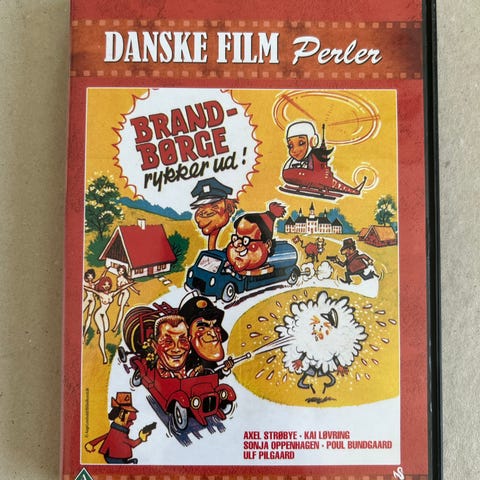 DANSKE FILM Perler
BRAND-
BØRGE
rykker ud!
AXEL STRØBYE · KAI LØVRING
SONJA OPPENHAGEN · POUL BUNDGAARD
ULF PILGAARD